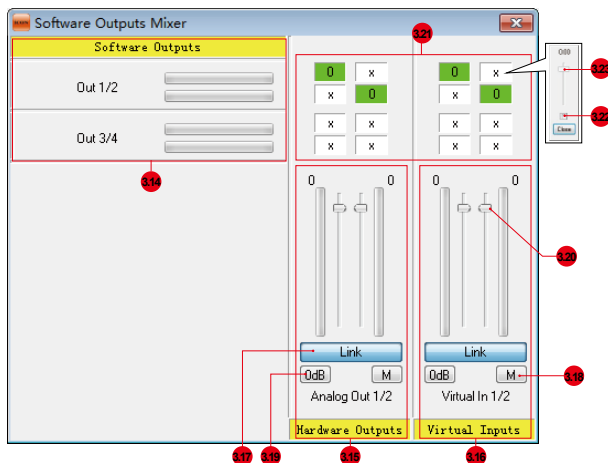 Software Outputs Mixer
Software Outputs
Out 1/2
Out 3/4
3.14
3.21
0 x
x 0
x x
x x
0 x
x 0
x x
x x
3.23
3.22
Close
0 0
0 0
3.20
Link
Link
0dB M
0dB M
3.18
Analog Out 1/2
Virtual In 1/2
Hardware Outputs
Virtual Inputs
3.17
3.19
3.15
3.16